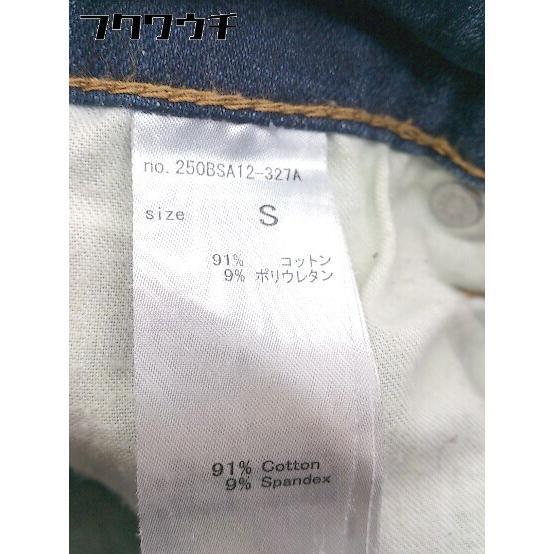 フクワウチ
no. 250BSA12-327A
size S
91% コットン
9% ポリウレタン
91% Cotton
9% Spandex